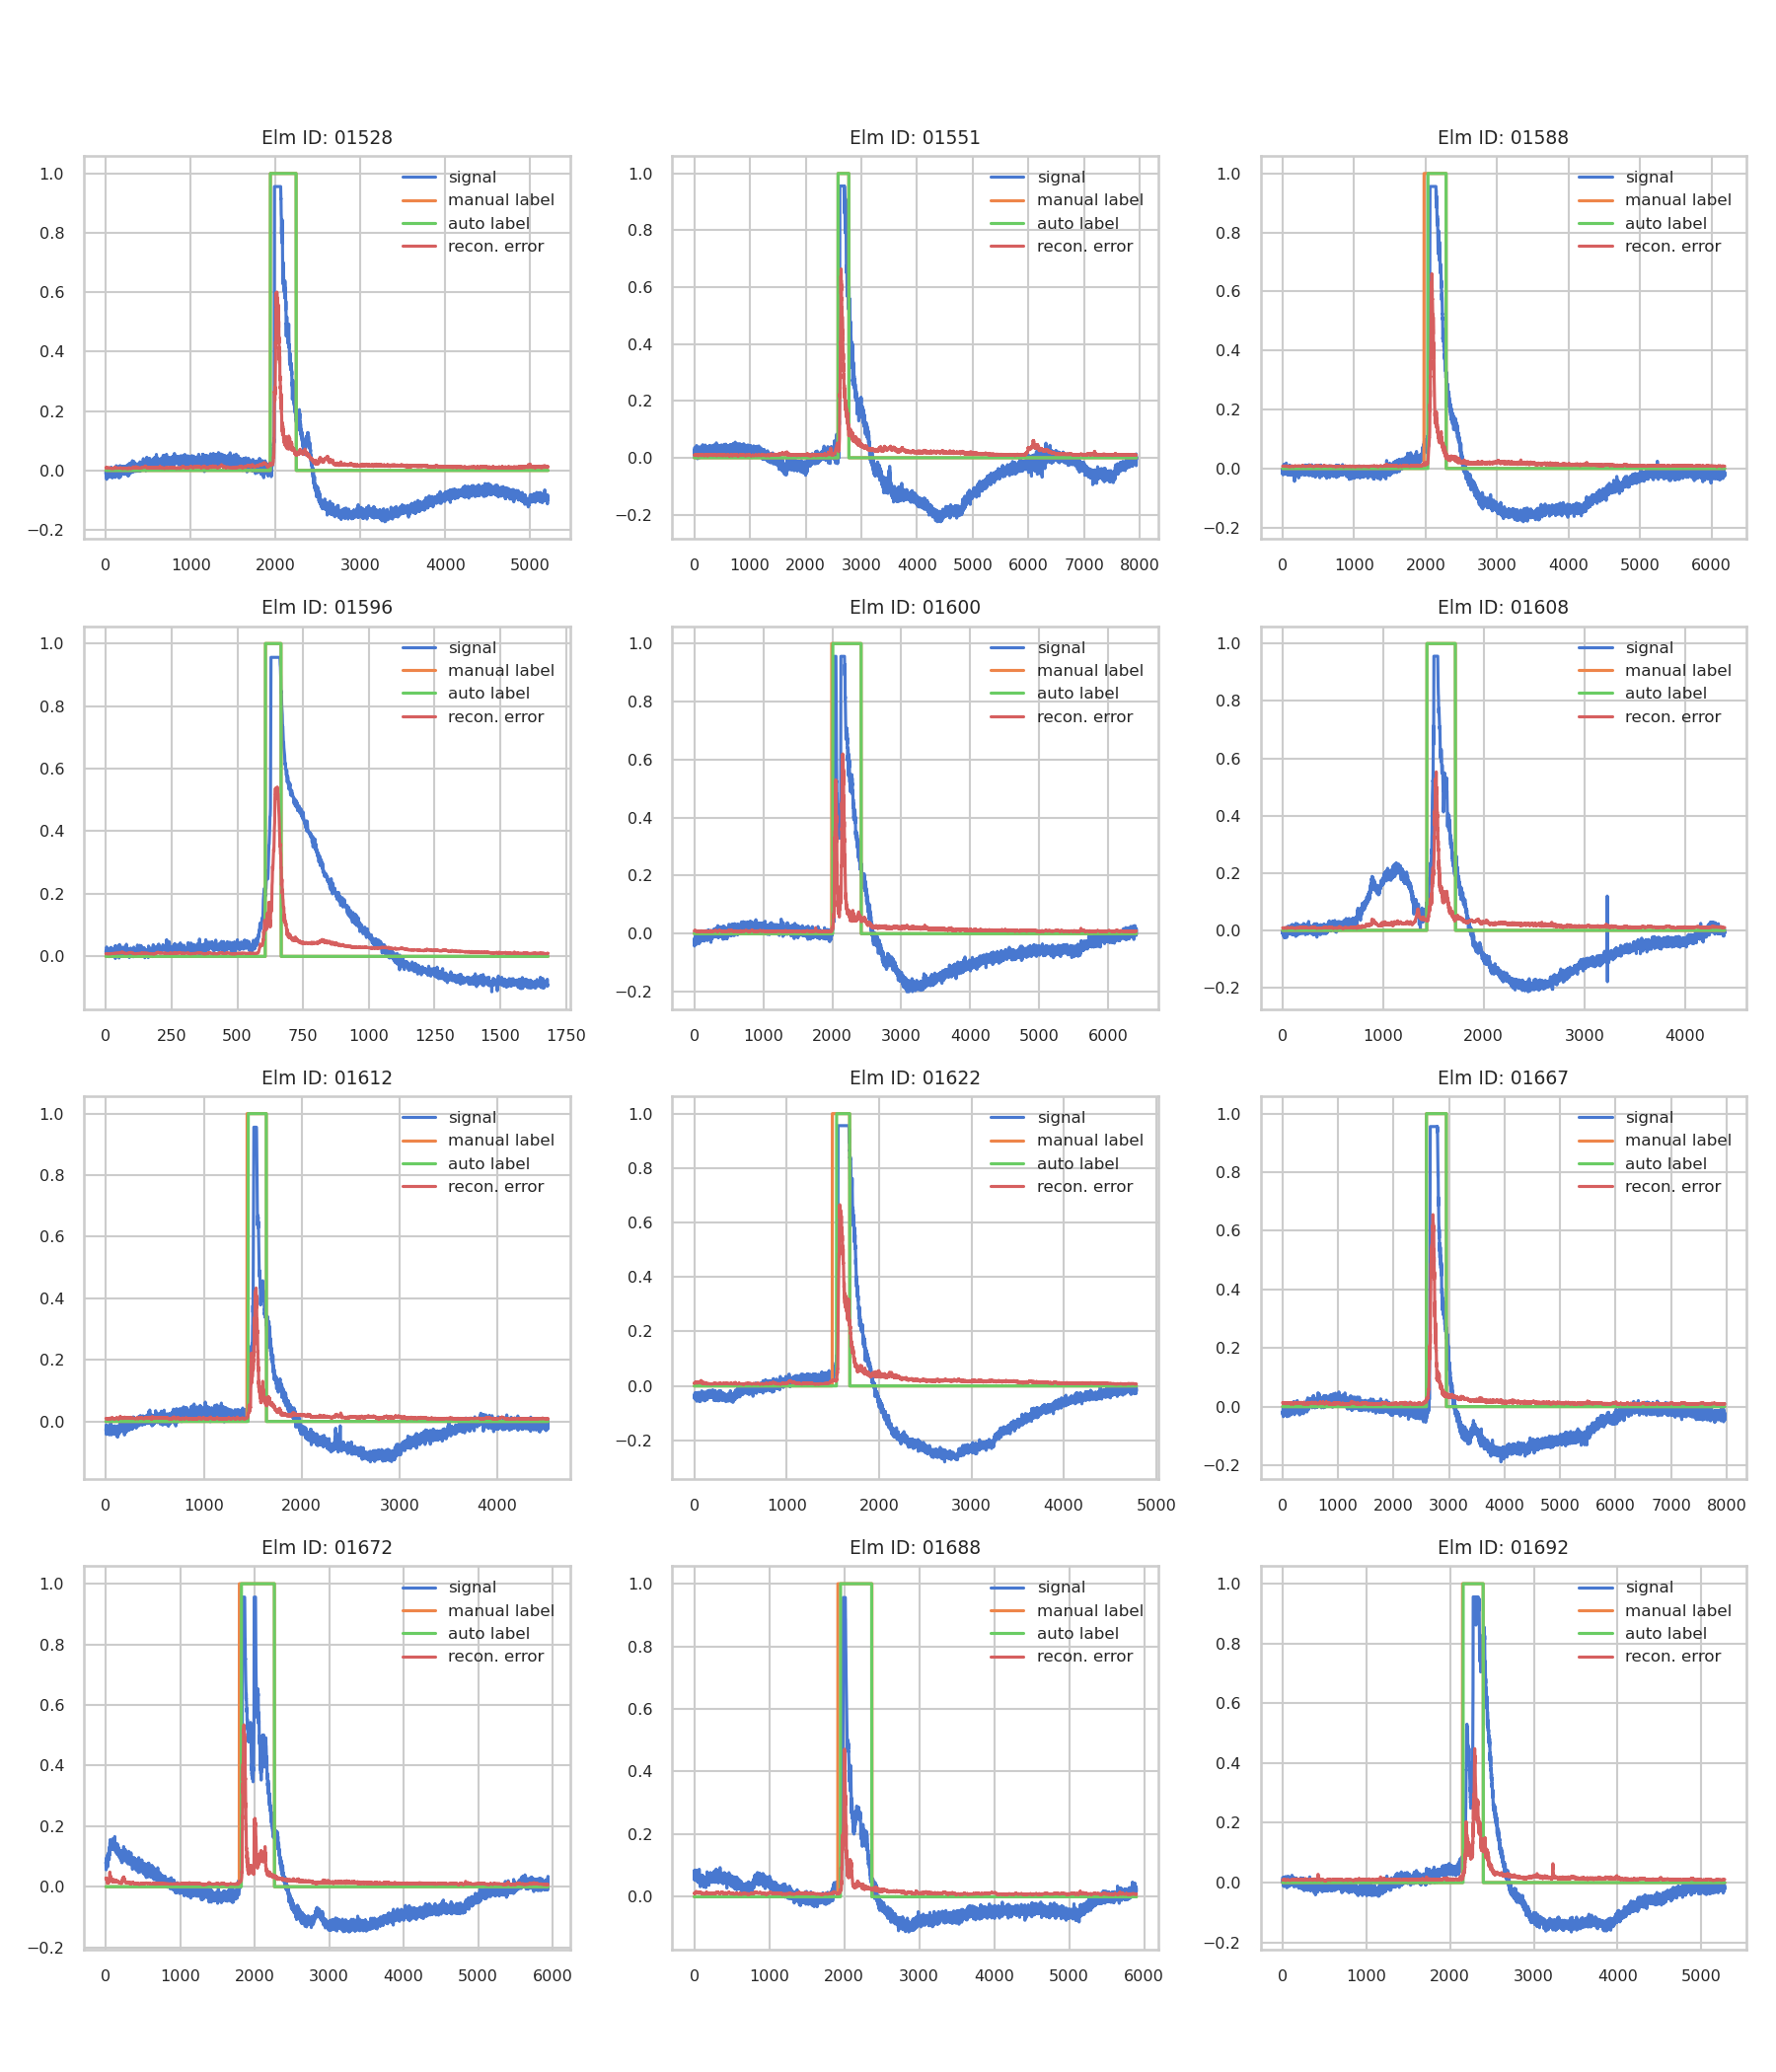 Elm ID: 01528
1.0
0.8
0.6
0.4
0.2
0.0
−0.2
0 1000 2000 3000 4000 5000
signal
manual label
auto label
recon. error
Elm ID: 01551
1.0
0.8
0.6
0.4
0.2
0.0
−0.2
0 1000 2000 3000 4000 5000 6000 7000 8000
signal
manual label
auto label
recon. error
Elm ID: 01588
1.0
0.8
0.6
0.4
0.2
0.0
−0.2
0 1000 2000 3000 4000 5000 6000
signal
manual label
auto label
recon. error
Elm ID: 01596
1.0
0.8
0.6
0.4
0.2
0.0
0 250 500 750 1000 1250 1500 1750
signal
manual label
auto label
recon. error
Elm ID: 01600
1.0
0.8
0.6
0.4
0.2
0.0
−0.2
0 1000 2000 3000 4000 5000 6000
signal
manual label
auto label
recon. error
Elm ID: 01608
1.0
0.8
0.6
0.4
0.2
0.0
−0.2
0 1000 2000 3000 4000
signal
manual label
auto label
recon. error
Elm ID: 01612
1.0
0.8
0.6
0.4
0.2
0.0
0 1000 2000 3000 4000
signal
manual label
auto label
recon. error
Elm ID: 01622
1.0
0.8
0.6
0.4
0.2
0.0
−0.2
0 1000 2000 3000 4000 5000
signal
manual label
auto label
recon. error
Elm ID: 01667
1.0
0.8
0.6
0.4
0.2
0.0
−0.2
0 1000 2000 3000 4000 5000 6000 7000 8000
signal
manual label
auto label
recon. error
Elm ID: 01672
1.0
0.8
0.6
0.4
0.2
0.0
−0.2
0 1000 2000 3000 4000 5000 6000
signal
manual label
auto label
recon. error
Elm ID: 01688
1.0
0.8
0.6
0.4
0.2
0.0
0 1000 2000 3000 4000 5000 6000
signal
manual label
auto label
recon. error
Elm ID: 01692
1.0
0.8
0.6
0.4
0.2
0.0
−0.2
0 1000 2000 3000 4000 5000
signal
manual label
auto label
recon. error